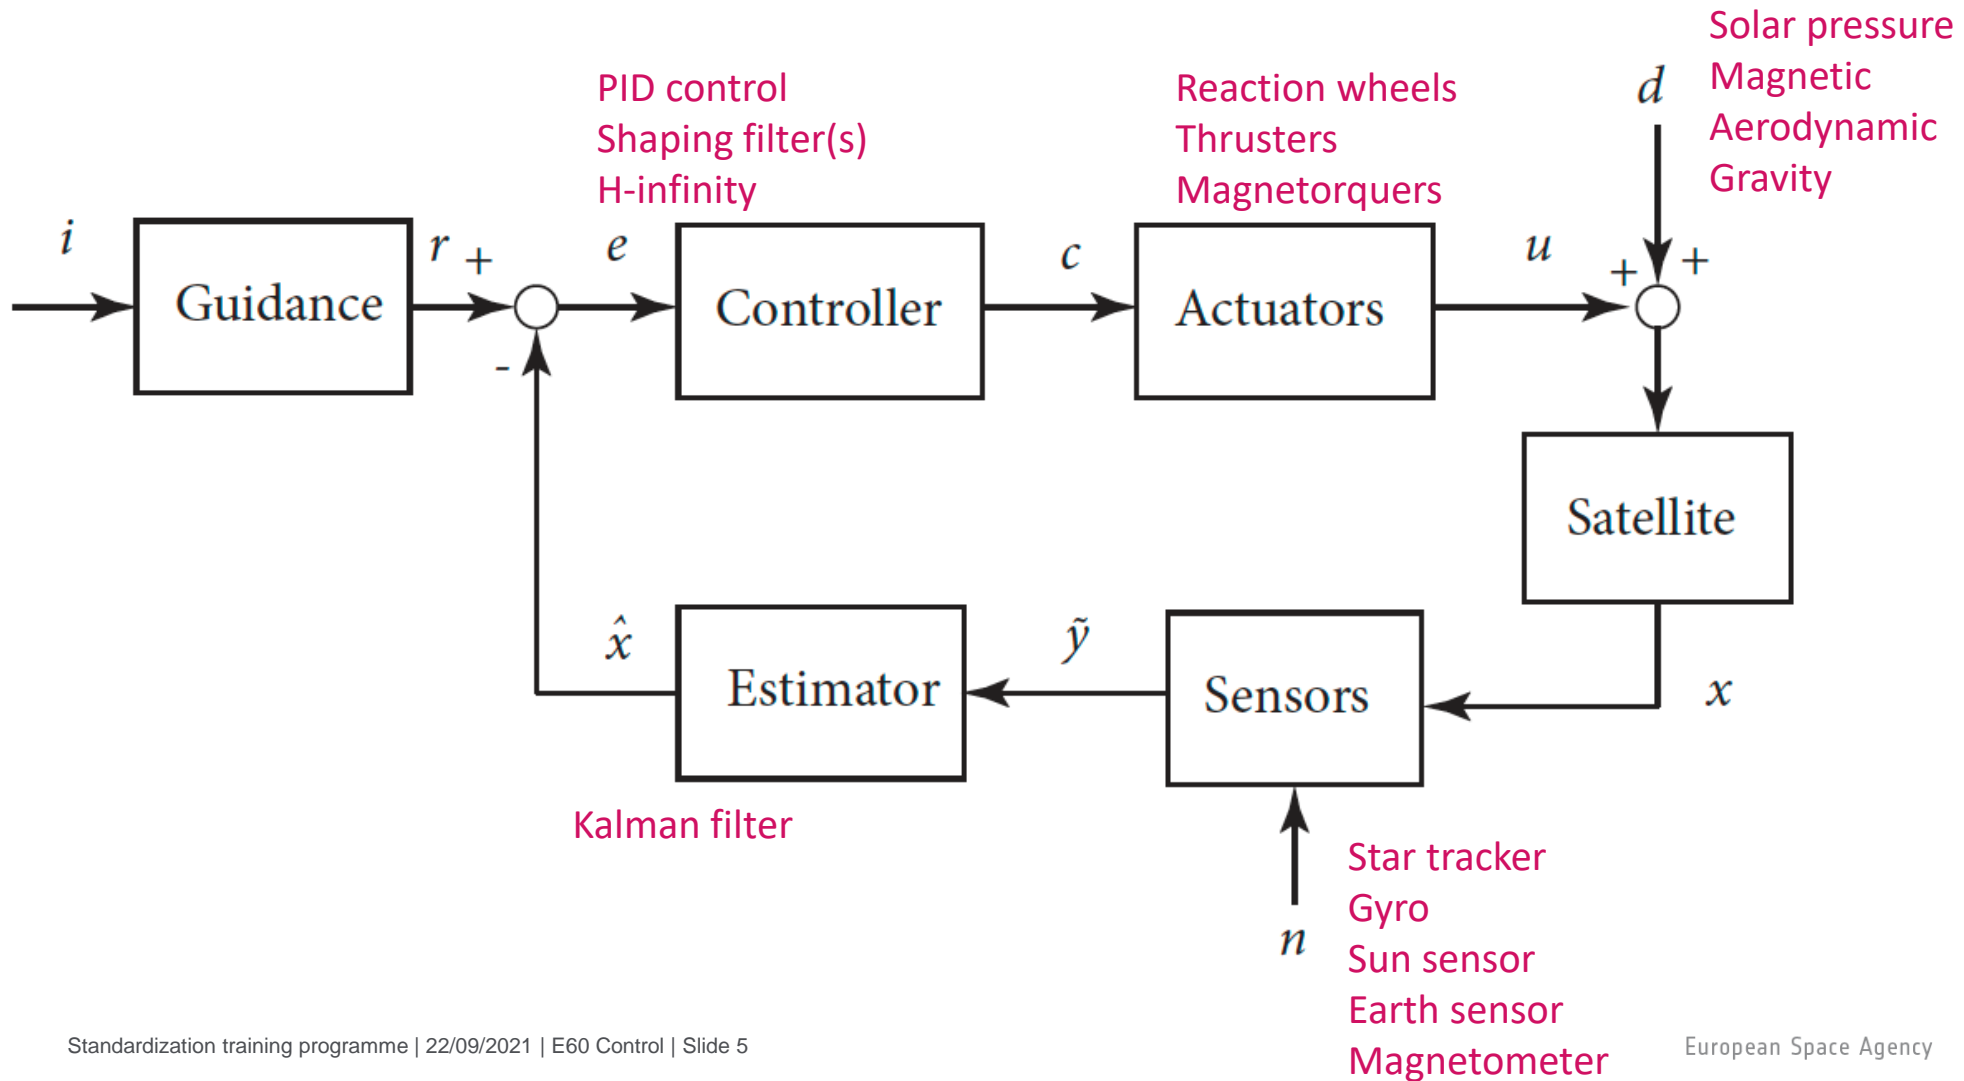 Solar pressure
Magnetic
Aerodynamic
Gravity
d
PID control
Shaping filter(s)
H-infinity
Reaction wheels
Thrusters
Magnetorquers
i
r
+
e
c
u
+
+
-
Guidance
Controller
Actuators
Satellite
x̂
ỹ
x
Estimator
Sensors
Kalman filter
n
Star tracker
Gyro
Sun sensor
Earth sensor
Magnetometer
Standardization training programme | 22/09/2021 | E60 Control | Slide 5
European Space Agency